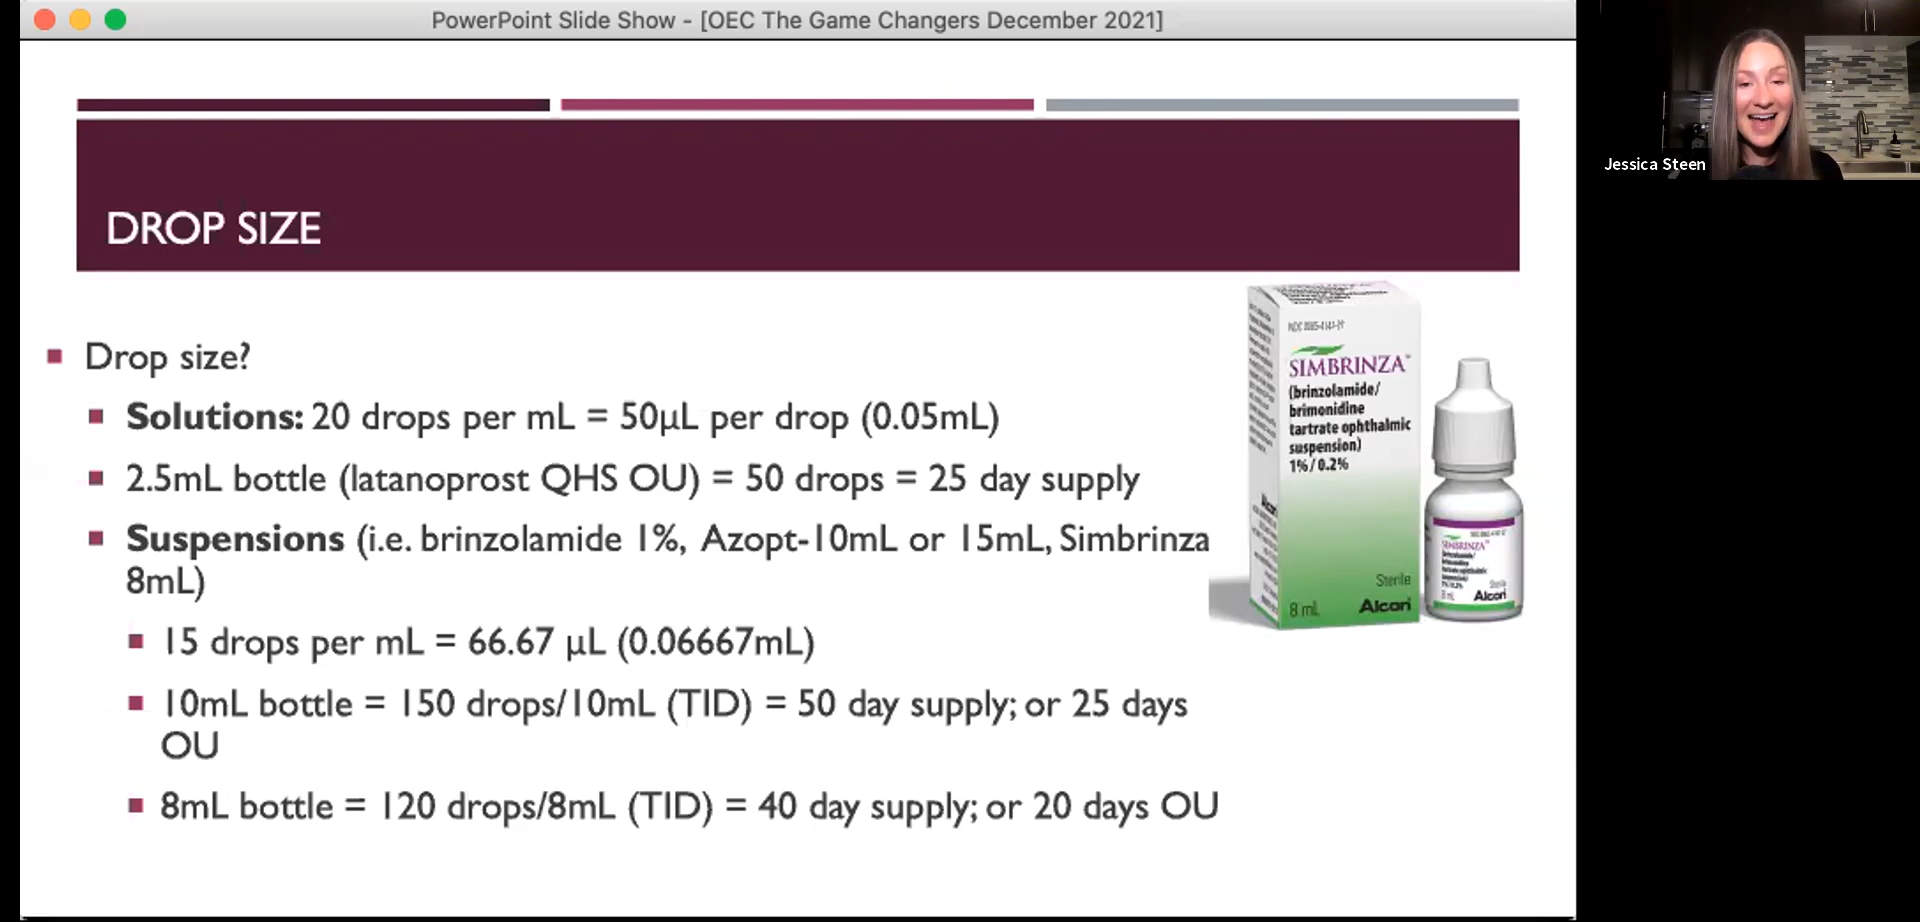 PowerPoint Slide Show - [OEC The Game Changers December 2021]
Jessica Steen
DROP SIZE
Drop size?
Solutions: 20 drops per mL = 50µL per drop (0.05mL)
2.5mL bottle (latanoprost QHS OU) = 50 drops = 25 day supply
Suspensions (i.e. brinzolamide 1%, Azopt-10mL or 15mL, Simbrinza
8mL)
15 drops per mL = 66.67 µL (0.06667mL)
10mL bottle = 150 drops/10mL (TID) = 50 day supply; or 25 days
OU
8mL bottle = 120 drops/8mL (TID) = 40 day supply; or 20 days OU
SIMBRINZA™
(brinzolamide/
brimonidine
tartrate ophthalmic
suspension)
1%/0.2%
Sterile
8 mL Alcon
SIMBRINZA
8 mL Alcon